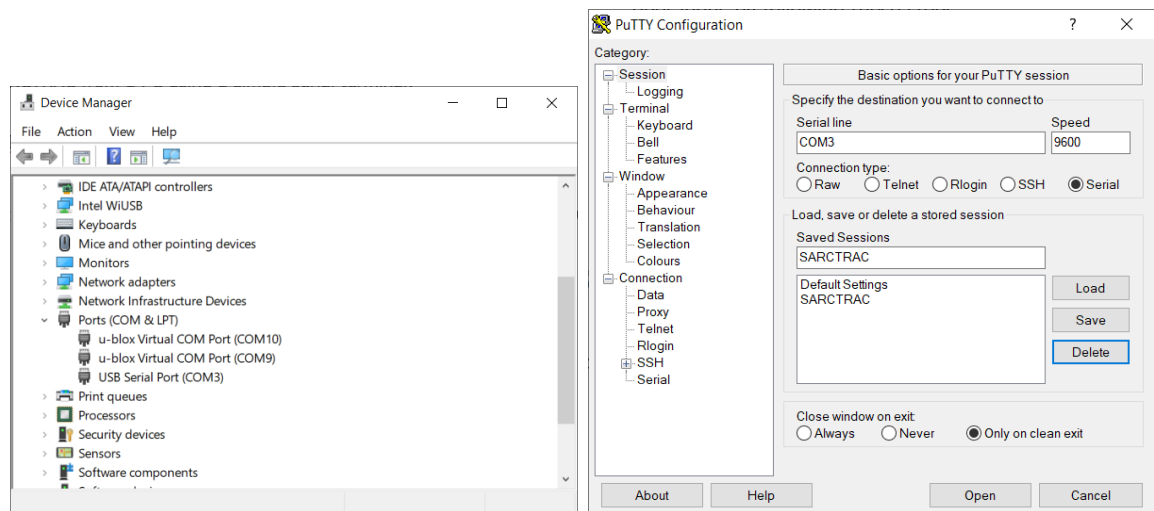 Device Manager
File Action View Help
IDE ATA/ATAPI controllers
Intel WiUSB
Keyboards
Mice and other pointing devices
Monitors
Network adapters
Network Infrastructure Devices
Ports (COM & LPT)
u-blox Virtual COM Port (COM10)
u-blox Virtual COM Port (COM9)
USB Serial Port (COM3)
Print queues
Processors
Security devices
Sensors
Software components
PuTTY Configuration
Category:
Session
Logging
Terminal
Keyboard
Bell
Features
Window
Appearance
Behaviour
Translation
Selection
Colours
Connection
Data
Proxy
Telnet
Rlogin
SSH
Serial
Basic options for your PuTTY session
Specify the destination you want to connect to
Serial line Speed
COM3 9600
Connection type:
Raw Telnet Rlogin SSH Serial
Load, save or delete a stored session
Saved Sessions
SARCTRAC
Default Settings
SARCTRAC
Load
Save
Delete
Close window on exit:
Always Never Only on clean exit
About Help Open Cancel